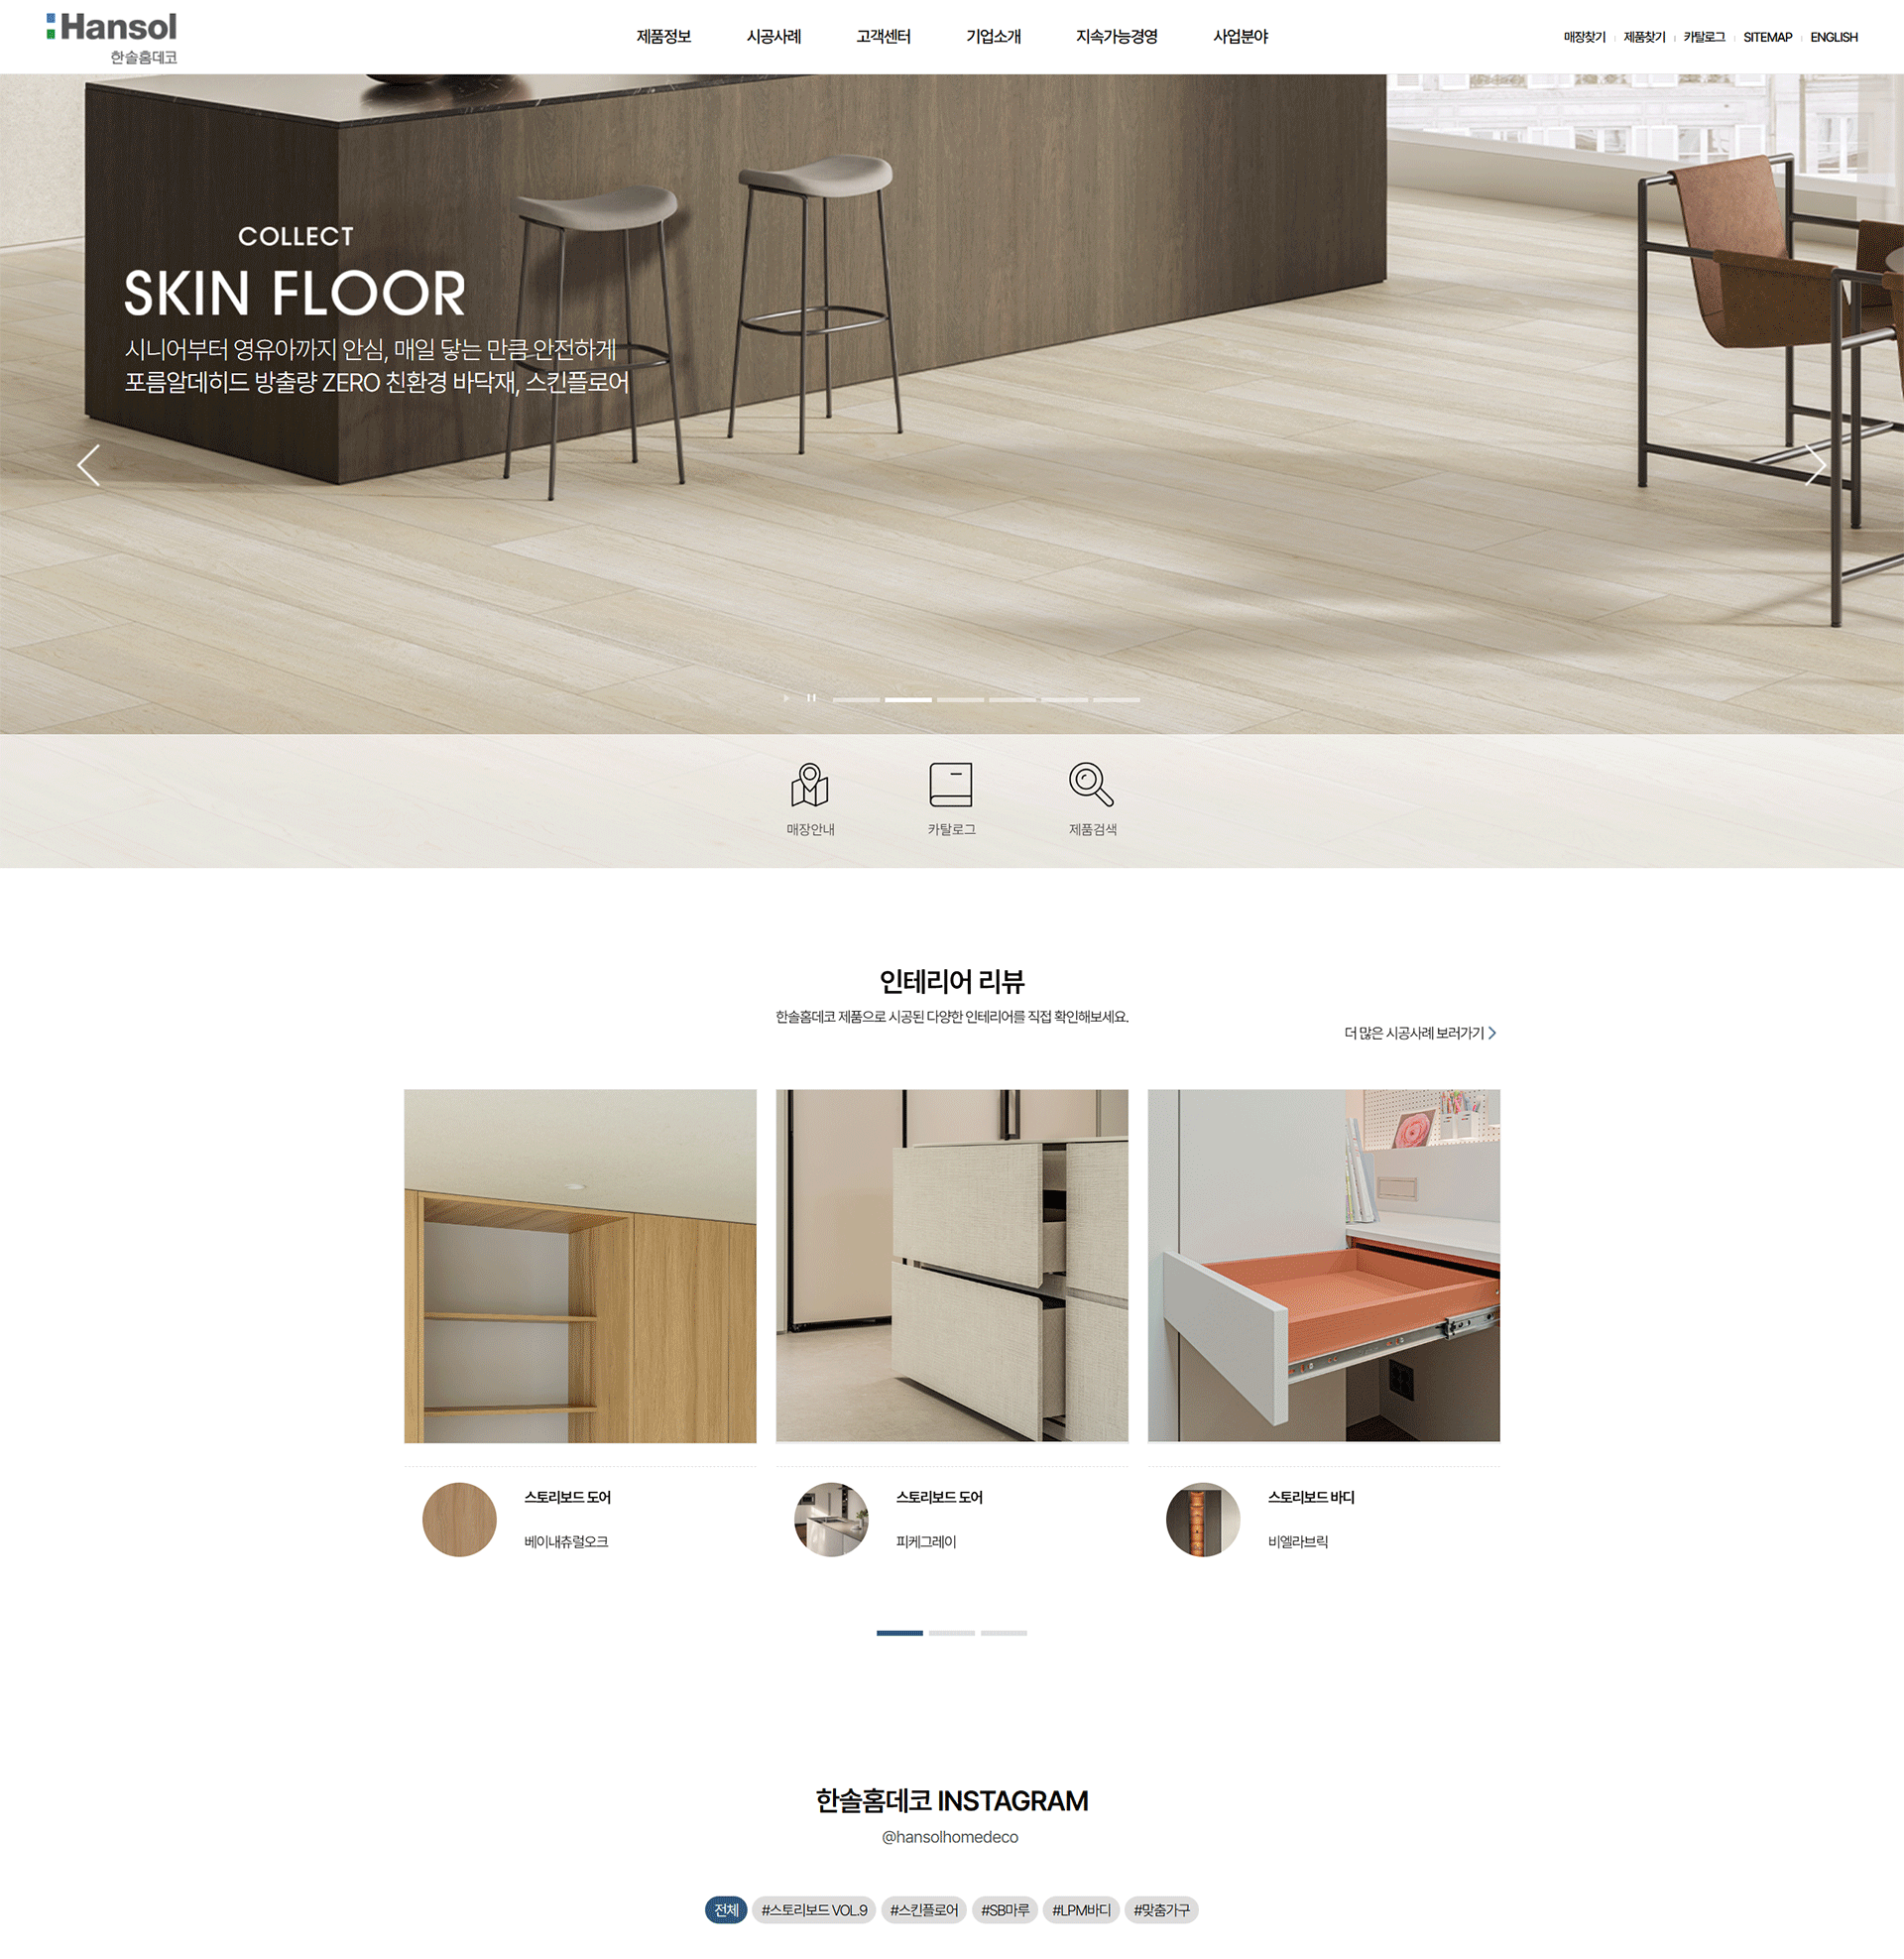 Hansol
한솔홈데코
제품정보 시공사례 고객센터 기업소개 지속가능경영 사업분야
매장찾기 제품찾기 카탈로그 SITEMAP ENGLISH
COLLECT
SKIN FLOOR
시니어부터 영유아까지 안심, 매일 닿는 만큼 안전하게
포름알데히드 방출량 ZERO 친환경 바닥재, 스킨플로어
매장안내 카탈로그 제품검색
인테리어 리뷰
한솔홈데코 제품으로 시공된 다양한 인테리어를 직접 확인해보세요.
더 많은 시공사례 보러가기
스토리보드 도어 스토리보드 도어 스토리보드 바디
베이내츄럴오크 피케그레이 비엘라브릭
한솔홈데코 INSTAGRAM
@hansolhomedeco
전체 #스토리보드 VOL.9 #스킨플로어 #SB마루 #LPM바디 #맞춤가구